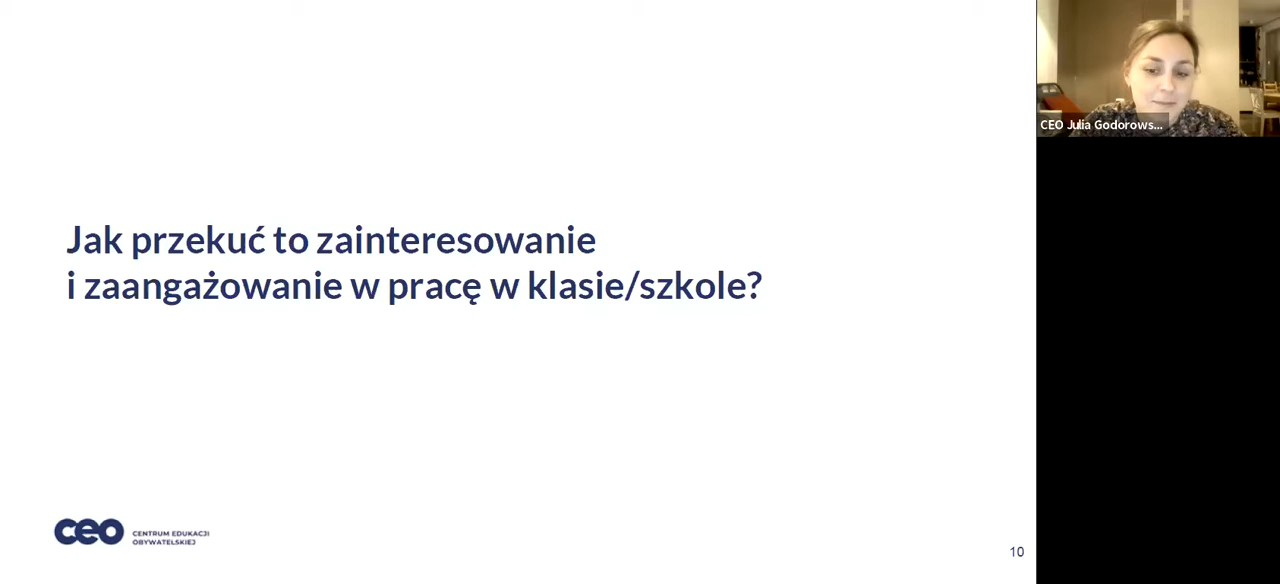 Jak przekuć to zainteresowanie
i zaangażowanie w pracę w klasie/szkole?
CEO Julia Godorows...
ceo
CENTRUM EDUKACJI
OBYWATELSKIEJ
10